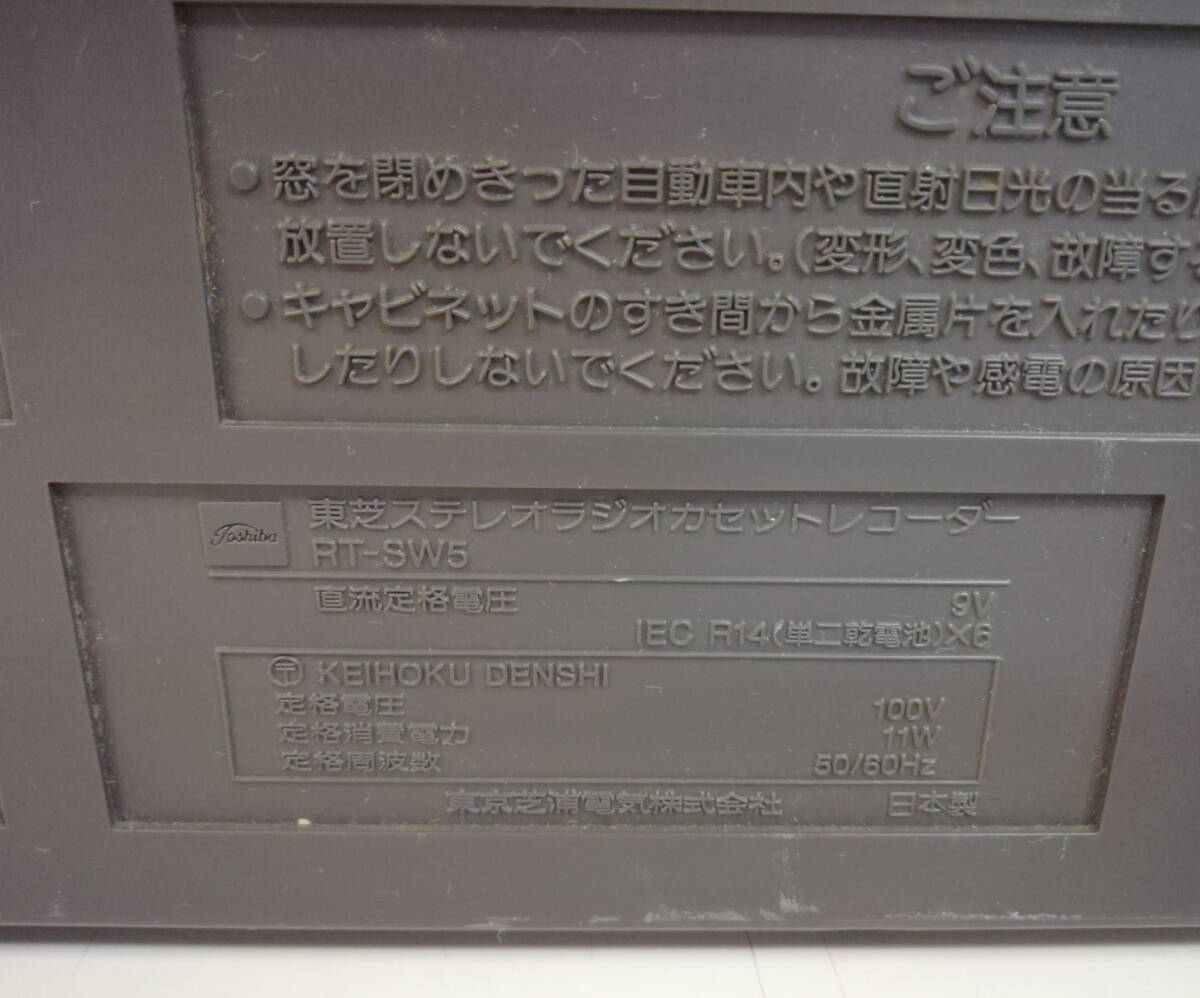 ご注意
●窓を閉めきった自動車内や直射日光の当る
放置しないでください。(変形、変色、故障す
●キャビネットのすき間から金属片を入れたり
したりしないでください。故障や感電の原因
Toshiba 東芝ステレオラジオカセットレコーダー
RT-SW5
直流定格電圧 9V
IEC R14(単二乾電池)×6
〒 KEIHOKU DENSHI
定格電圧 100V
定格消費電力 11W
定格周波数 50/60Hz
東京芝浦電気株式会社 日本製